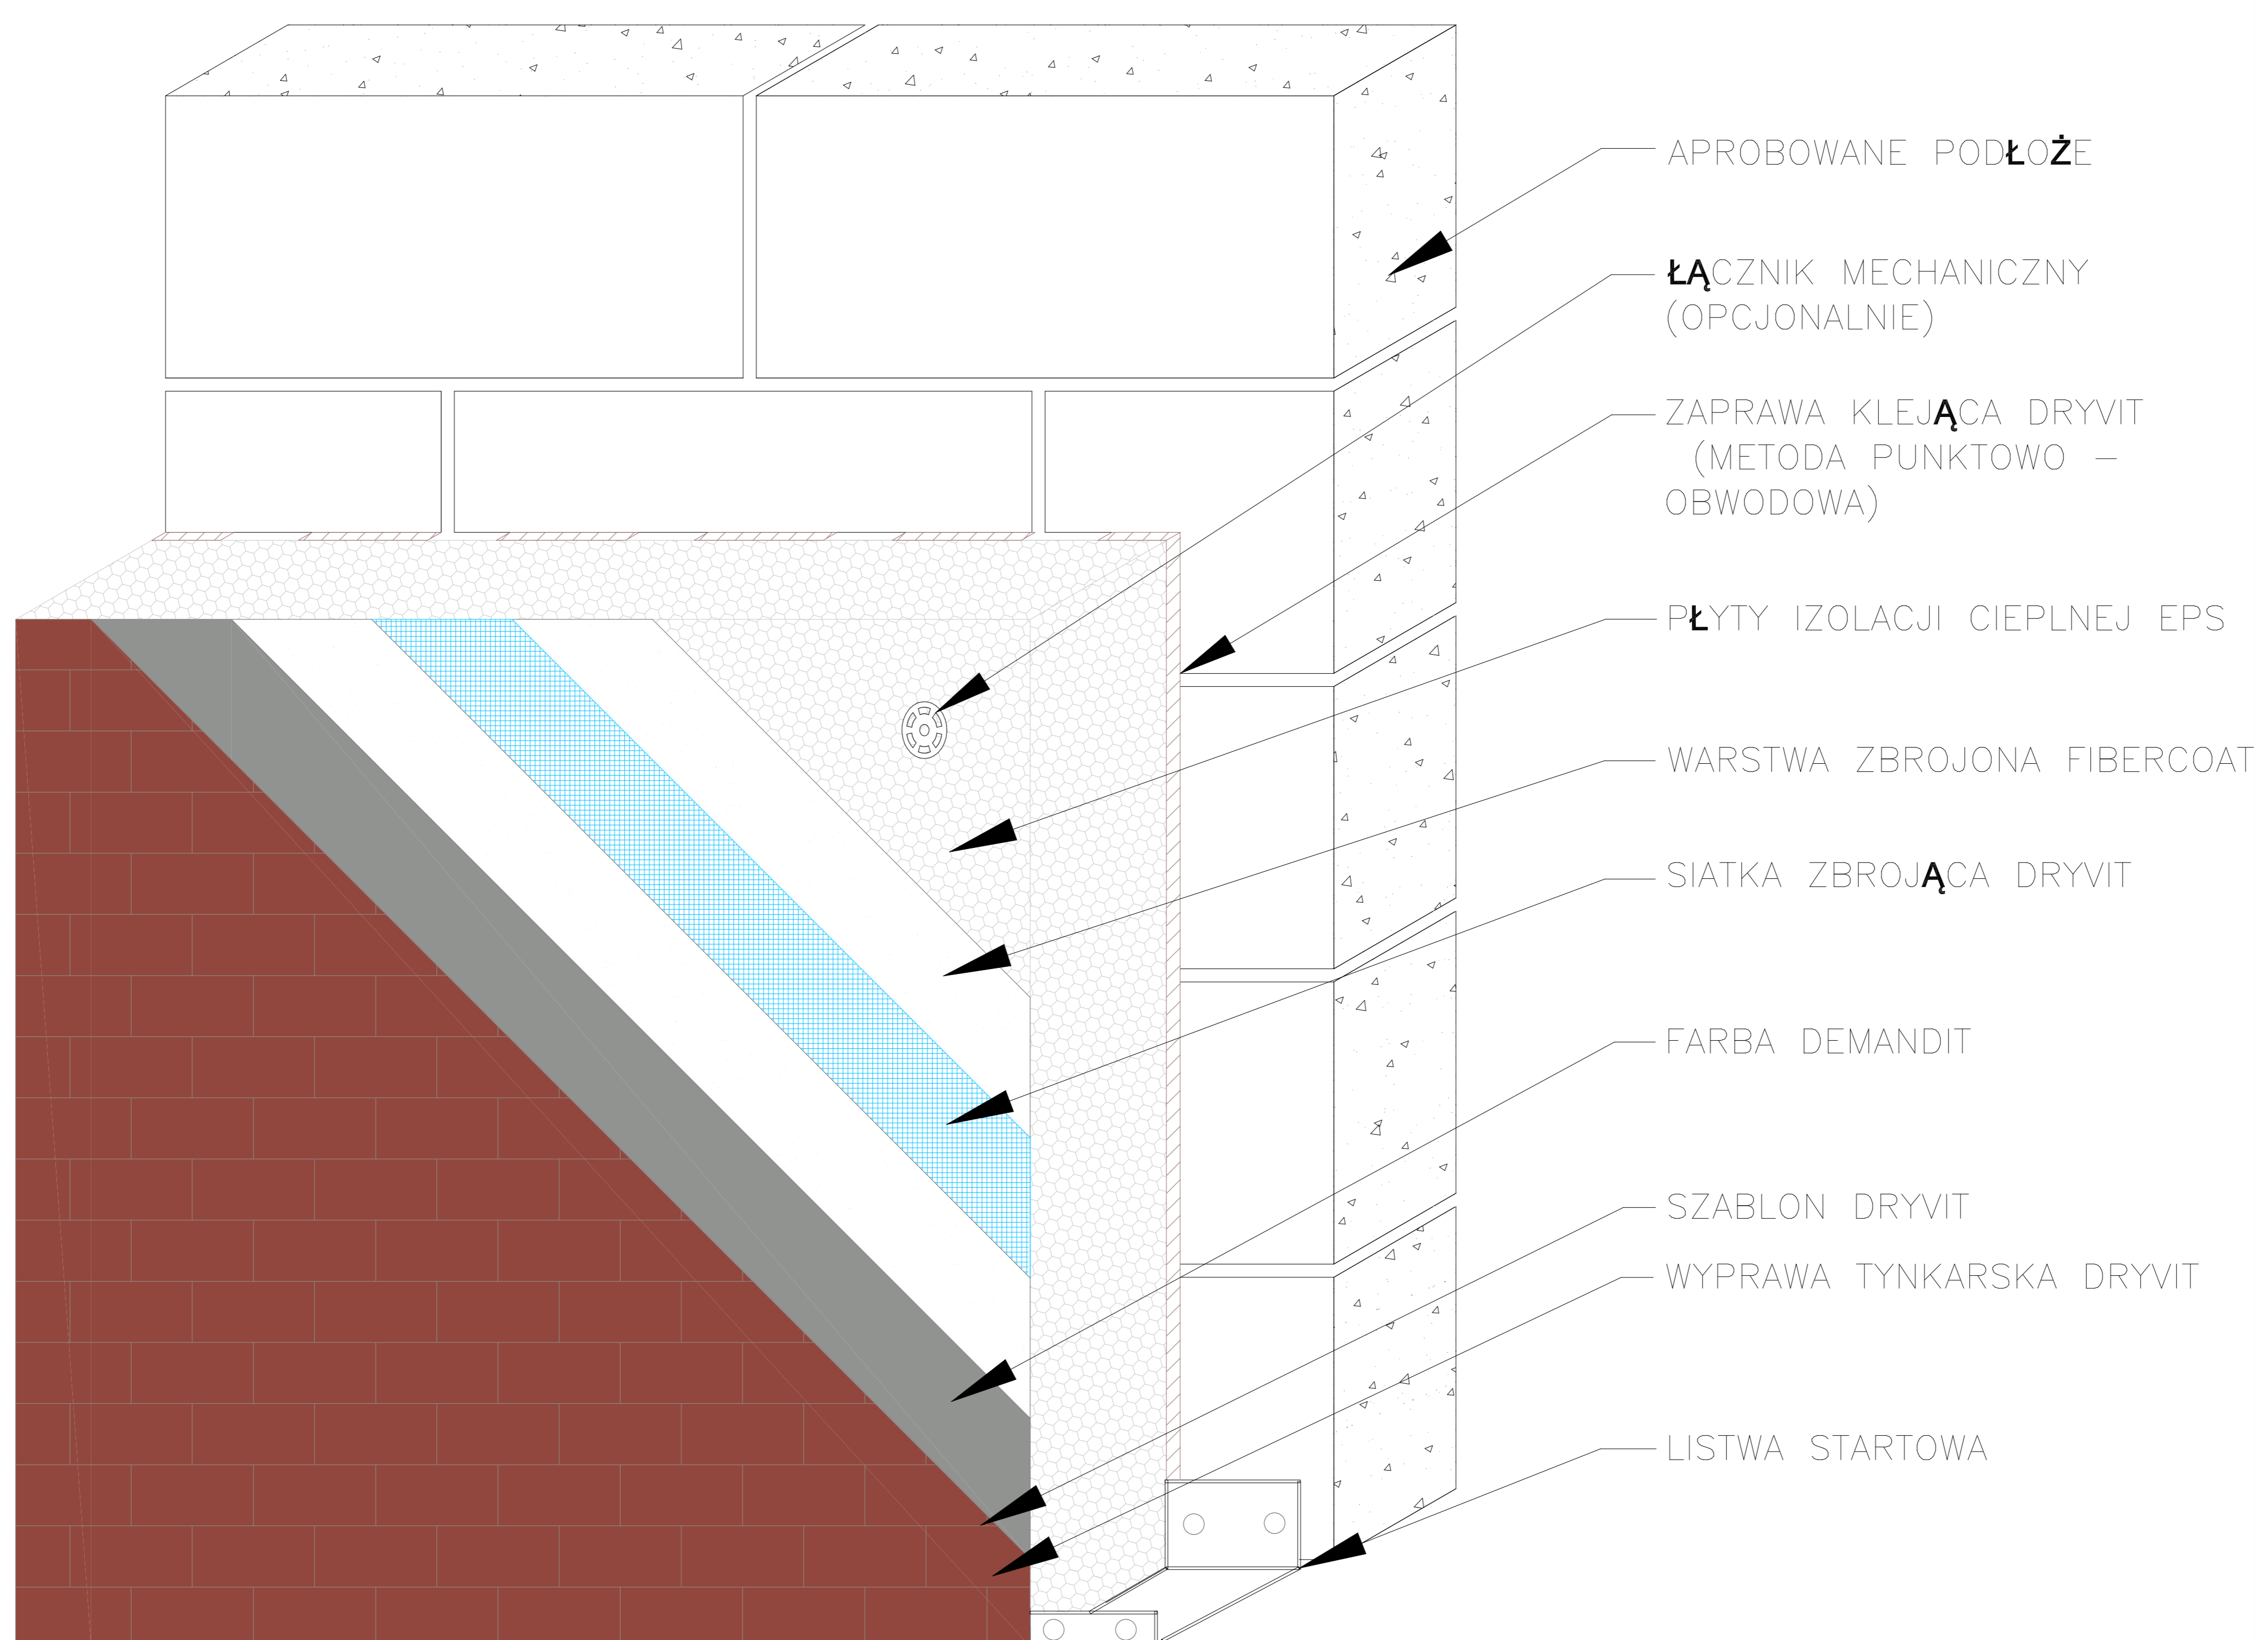 APROBOWANE PODŁOŻE
ŁĄCZNIK MECHANICZNY
(OPCJONALNIE)
ZAPRAWA KLEJĄCA DRYVIT
(METODA PUNKTOWO –
OBWODOWA)
PŁYTY IZOLACJI CIEPLNEJ EPS
WARSTWA ZBROJONA FIBERCOAT
SIATKA ZBROJĄCA DRYVIT
FARBA DEMANDIT
SZABLON DRYVIT
WYPRAWA TYNKARSKA DRYVIT
LISTWA STARTOWA